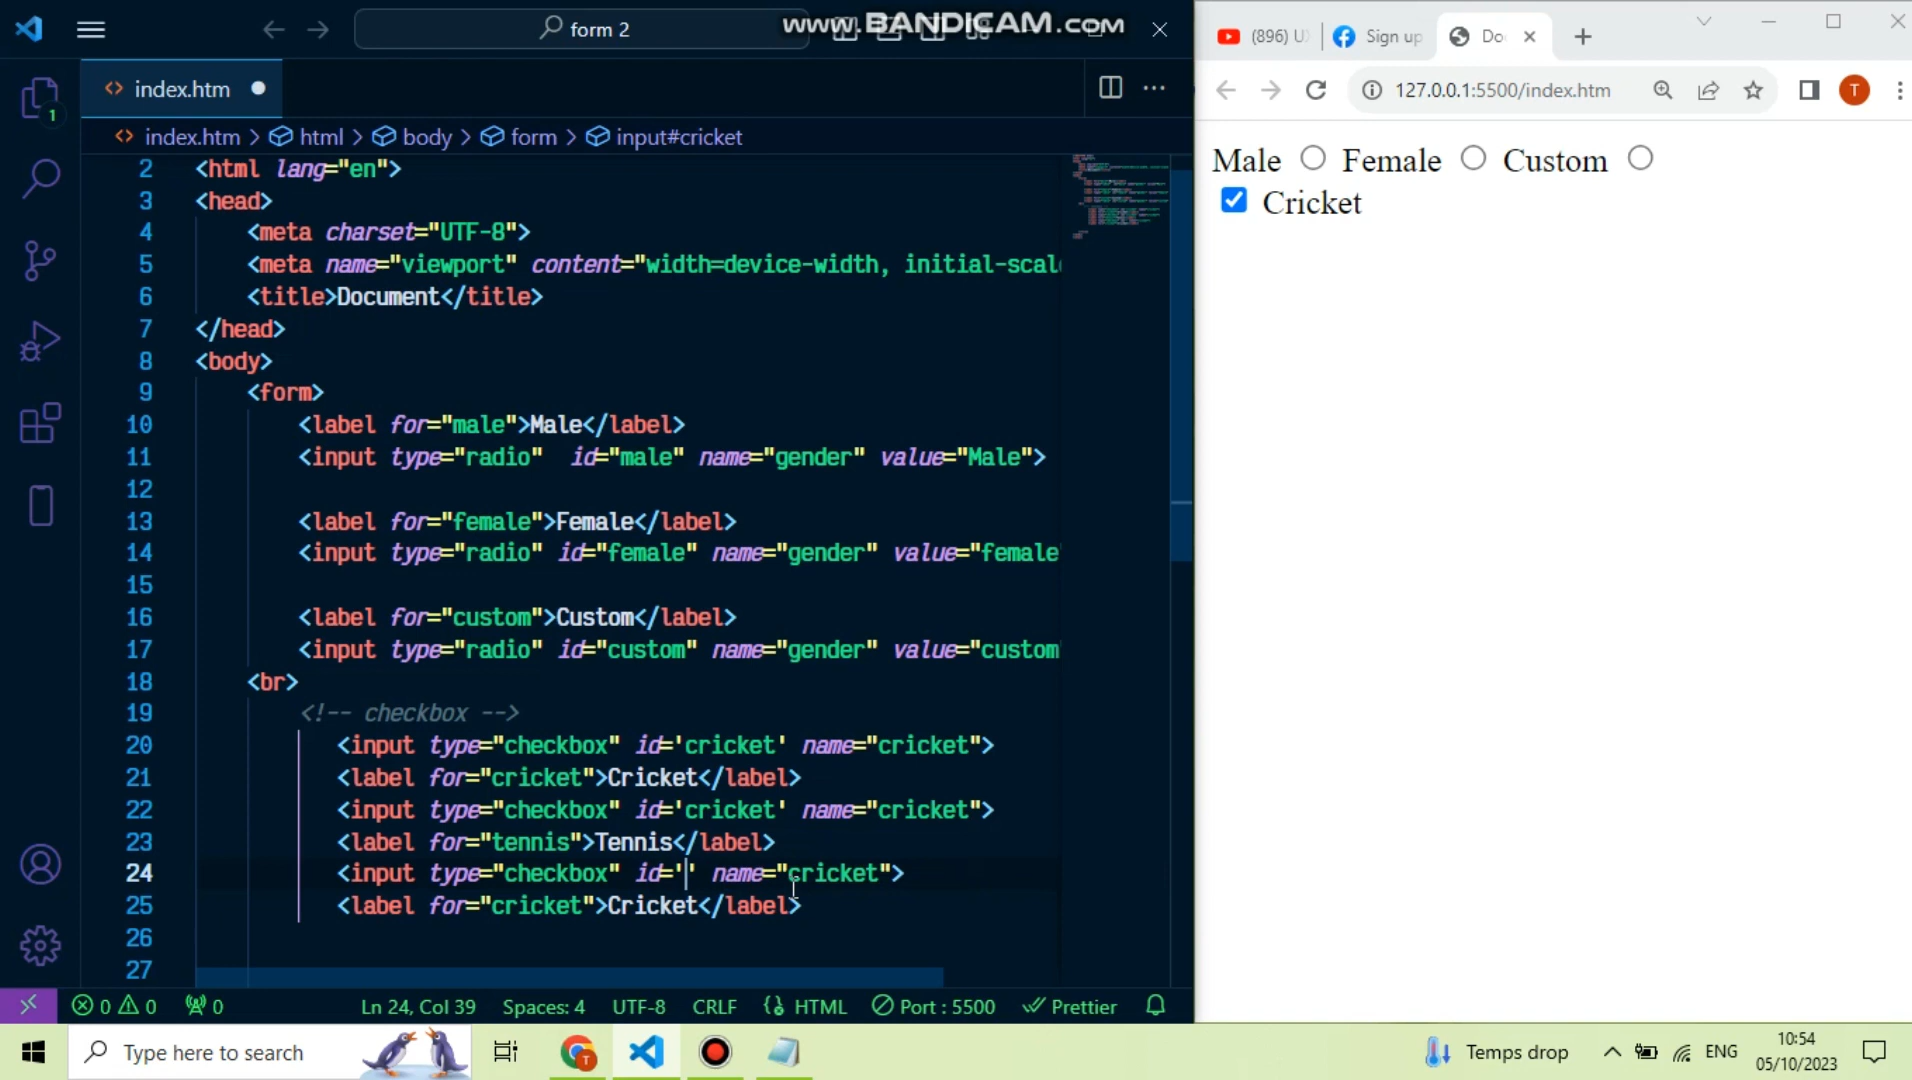 form 2
www.BANDICAM.com
index.htm
index.htm > html > body > form > input#cricket
2 <html lang="en">
3 <head>
4 <meta charset="UTF-8">
5 <meta name="viewport" content="width=device-width, initial-scal
6 <title>Document</title>
7 </head>
8 <body>
9 <form>
10 <label for="male">Male</label>
11 <input type="radio"  id="male" name="gender" value="Male">
12
13 <label for="female">Female</label>
14 <input type="radio" id="female" name="gender" value="female"
15
16 <label for="custom">Custom</label>
17 <input type="radio" id="custom" name="gender" value="custom
18 <br>
19 <!-- checkbox -->
20 <input type="checkbox" id='cricket' name="cricket">
21 <label for="cricket">Cricket</label>
22 <input type="checkbox" id='cricket' name="cricket">
23 <label for="tennis">Tennis</label>
24 <input type="checkbox" id='' name="cricket">
25 <label for="cricket">Cricket</label>
26
27
1
0 0 0 Ln 24, Col 39 Spaces: 4 UTF-8 CRLF HTML Port : 5500 Prettier
(896) U Sign up Do
127.0.0.1:5500/index.htm T
Male Female Custom
Cricket
Type here to search T Temps drop ENG 10:54
05/10/2023